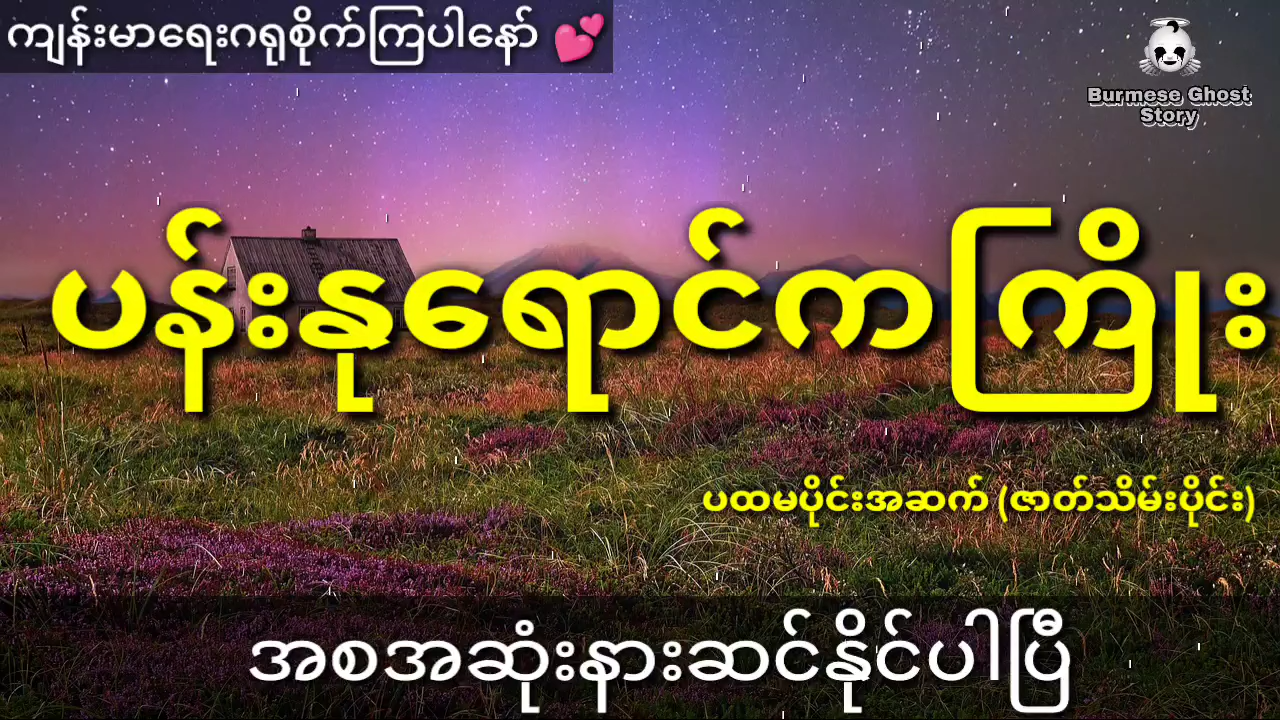 ကျန်းမာရေးဂရုစိုက်ကြပါနော် 💕
Burmese Ghost
Story
ပန်းနုရောင်ကကြိုး
ပထမပိုင်းအဆက် (ဇာတ်သိမ်းပိုင်း)
အစအဆုံးနားဆင်နိုင်ပါပြီ